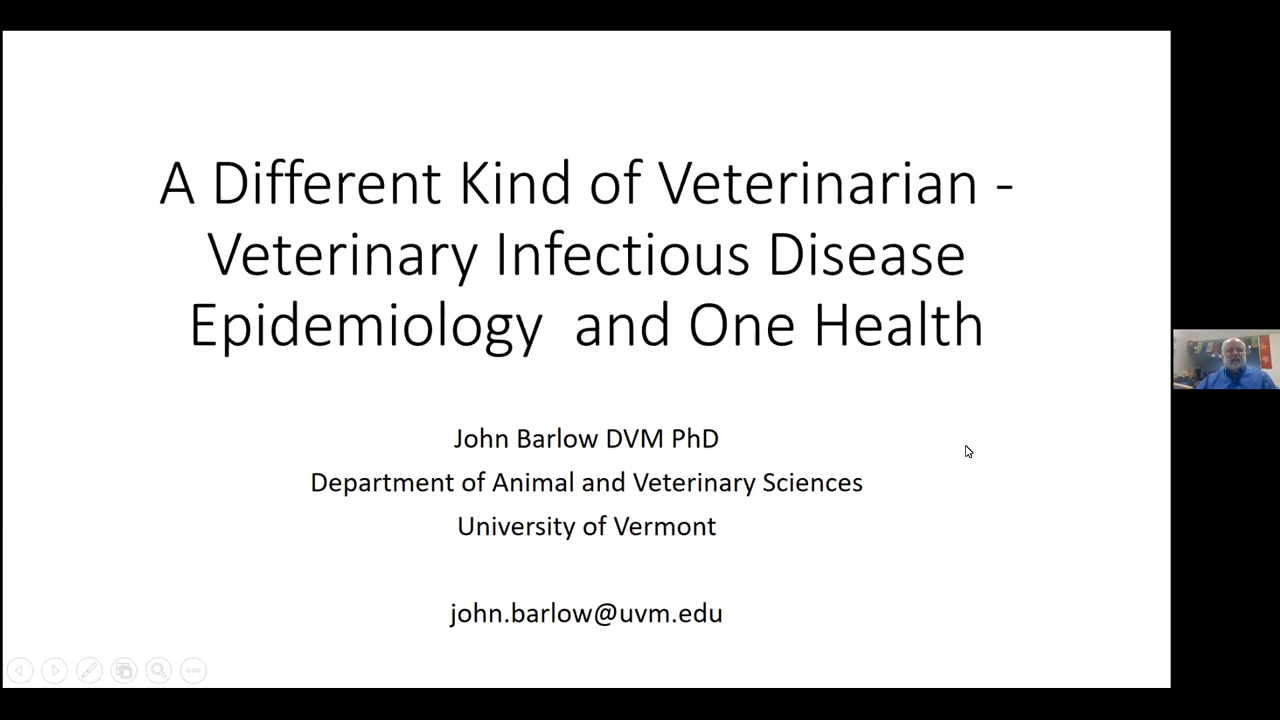 A Different Kind of Veterinarian -
Veterinary Infectious Disease
Epidemiology  and One Health
John Barlow DVM PhD
Department of Animal and Veterinary Sciences
University of Vermont
john.barlow@uvm.edu